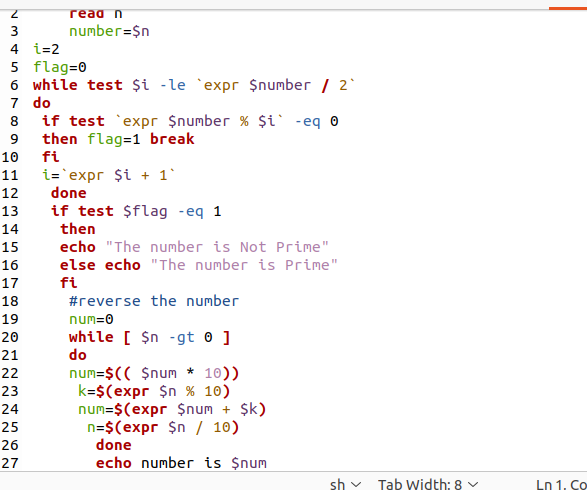 2 read n
3 number=$n
4 i=2
5 flag=0
6 while test $i -le `expr $number / 2`
7 do
8 if test `expr $number % $i` -eq 0
9 then flag=1 break
10 fi
11 i=`expr $i + 1`
12 done
13 if test $flag -eq 1
14 then
15 echo "The number is Not Prime"
16 else echo "The number is Prime"
17 fi
18 #reverse the number
19 num=0
20 while [ $n -gt 0 ]
21 do
22 num=$(( $num * 10))
23 k=$(expr $n % 10)
24 num=$(expr $num + $k)
25 n=$(expr $n / 10)
26 done
27 echo number is $num
sh Tab Width: 8 Ln 1, Co